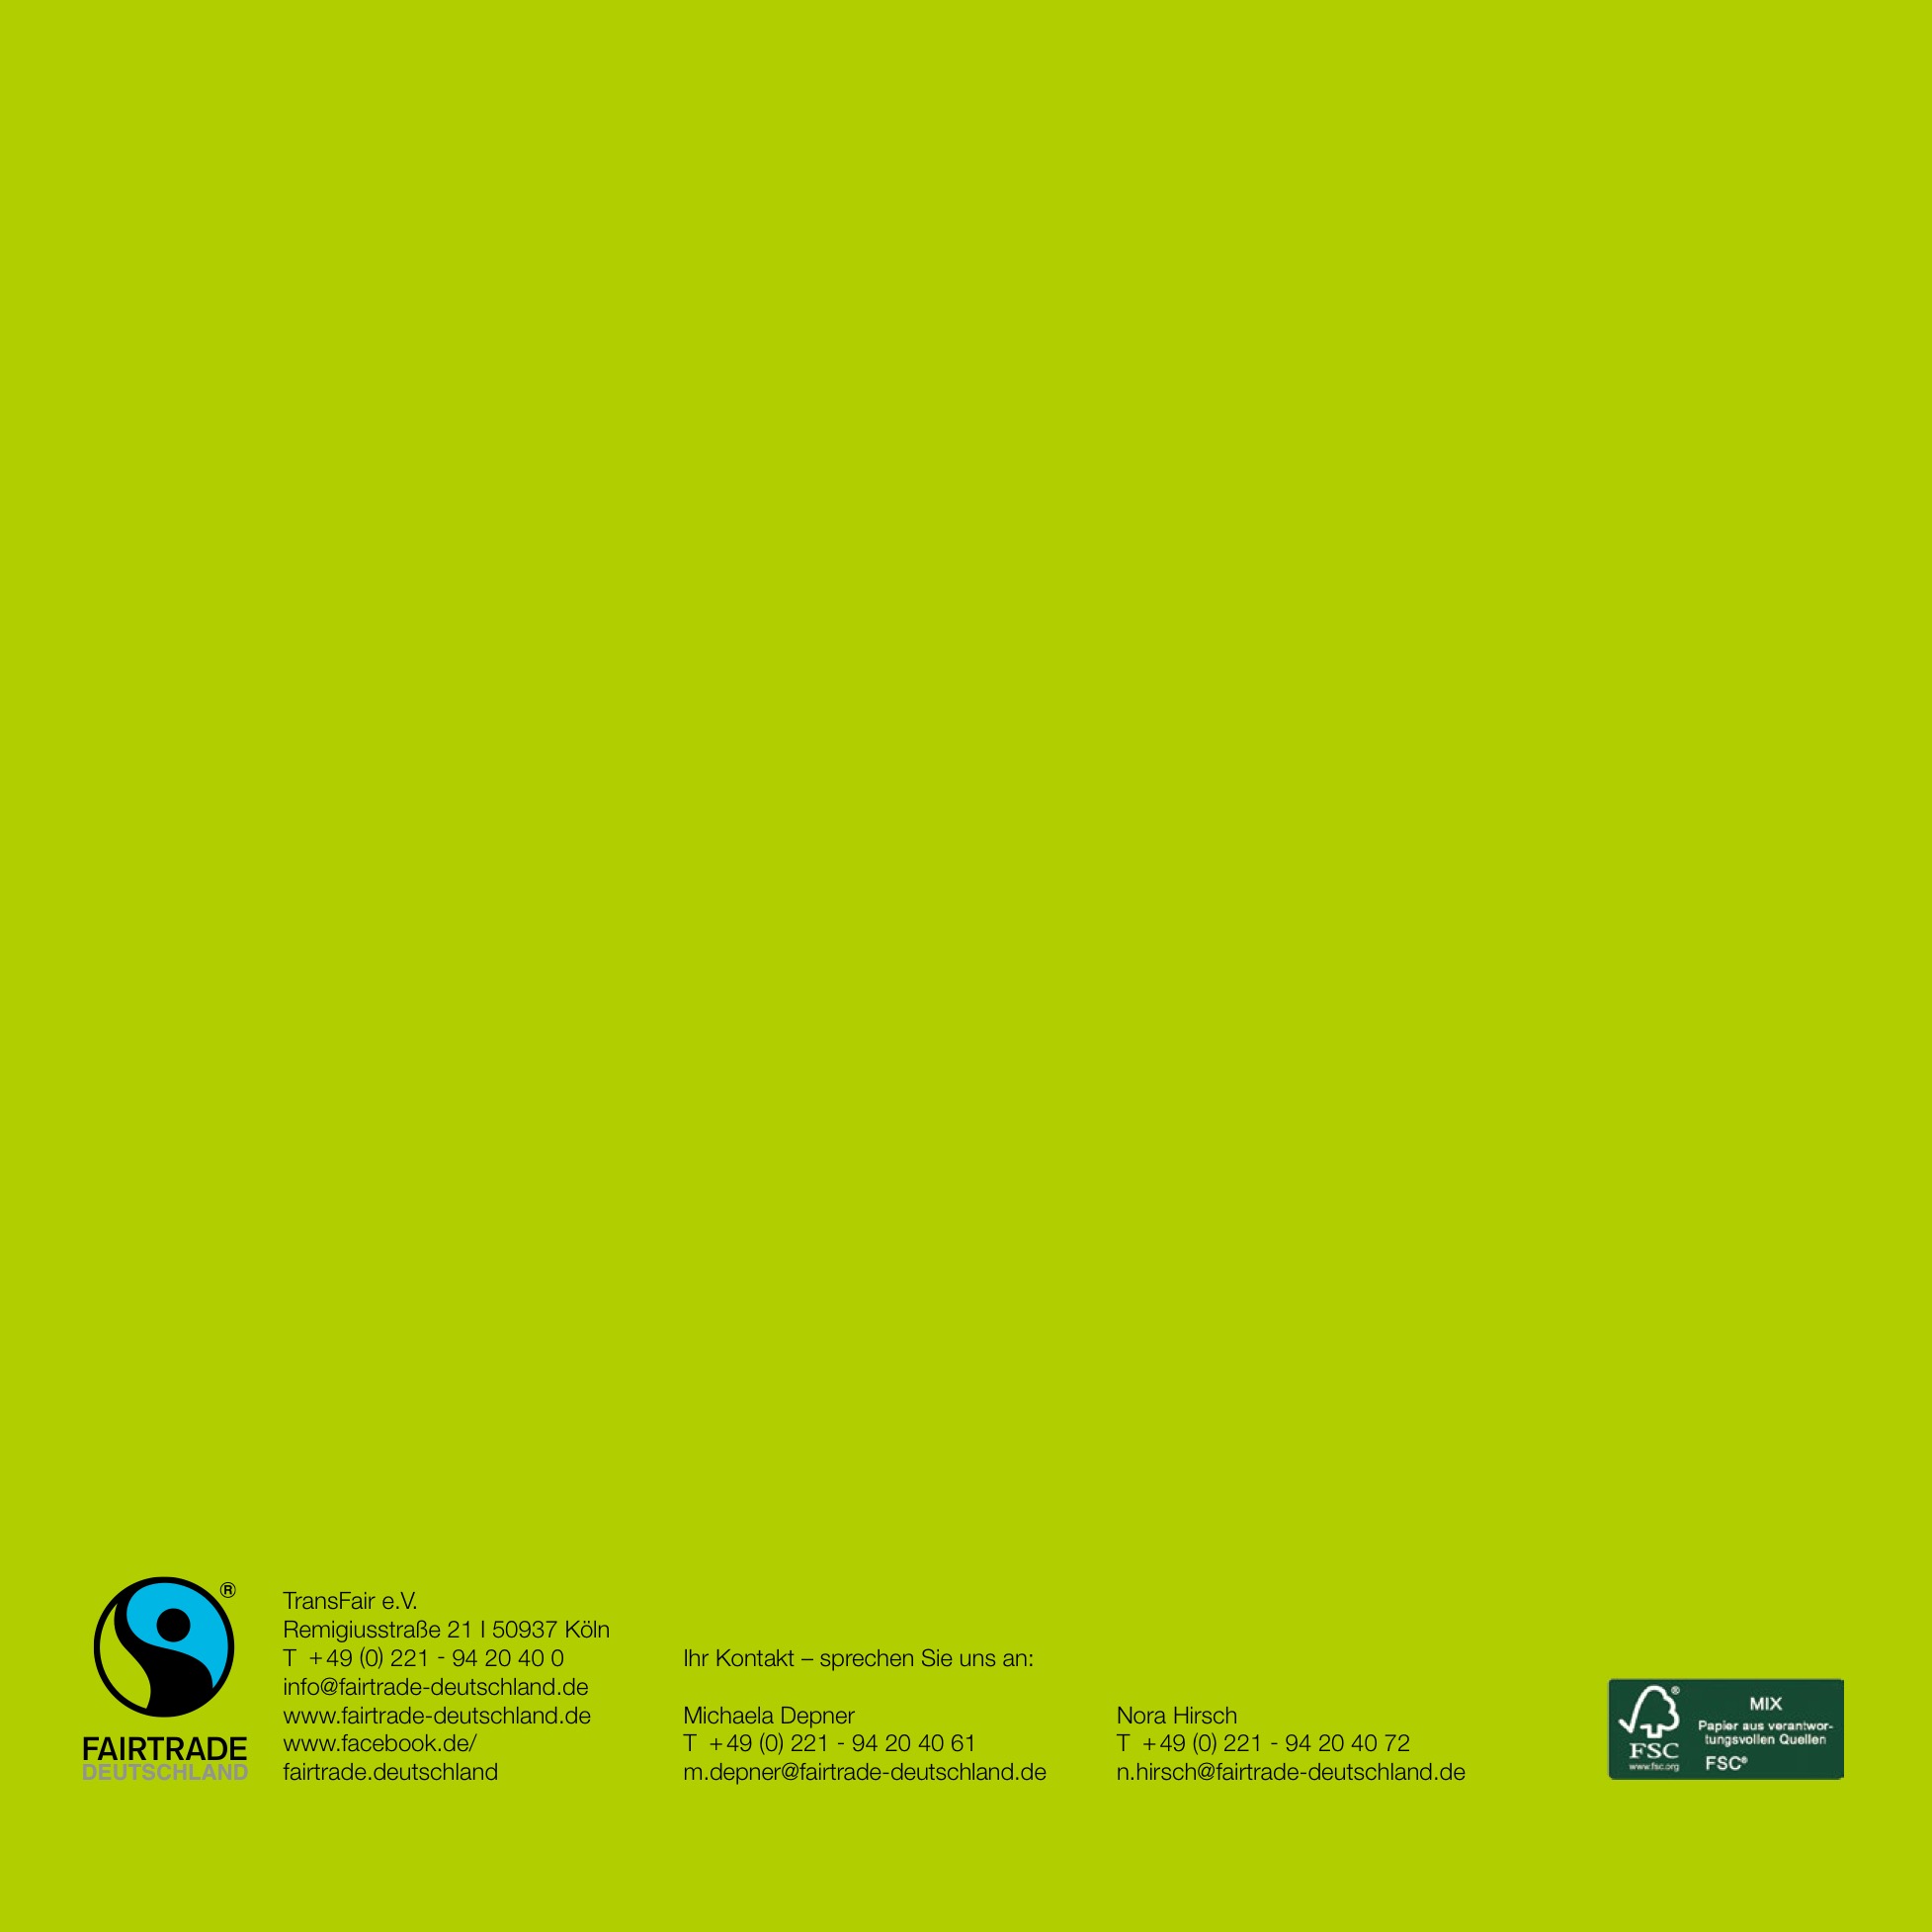 ®
FAIRTRADE
DEUTSCHLAND
TransFair e.V.
Remigiusstraße 21 I 50937 Köln
T +49 (0) 221 - 94 20 40 0
info@fairtrade-deutschland.de
www.fairtrade-deutschland.de
www.facebook.de/
fairtrade.deutschland
Ihr Kontakt – sprechen Sie uns an:
Michaela Depner
T +49 (0) 221 - 94 20 40 61
m.depner@fairtrade-deutschland.de
Nora Hirsch
T +49 (0) 221 - 94 20 40 72
n.hirsch@fairtrade-deutschland.de
®
FSC
www.fsc.org
MIX
Papier aus verantwor-
tungsvollen Quellen
FSC®